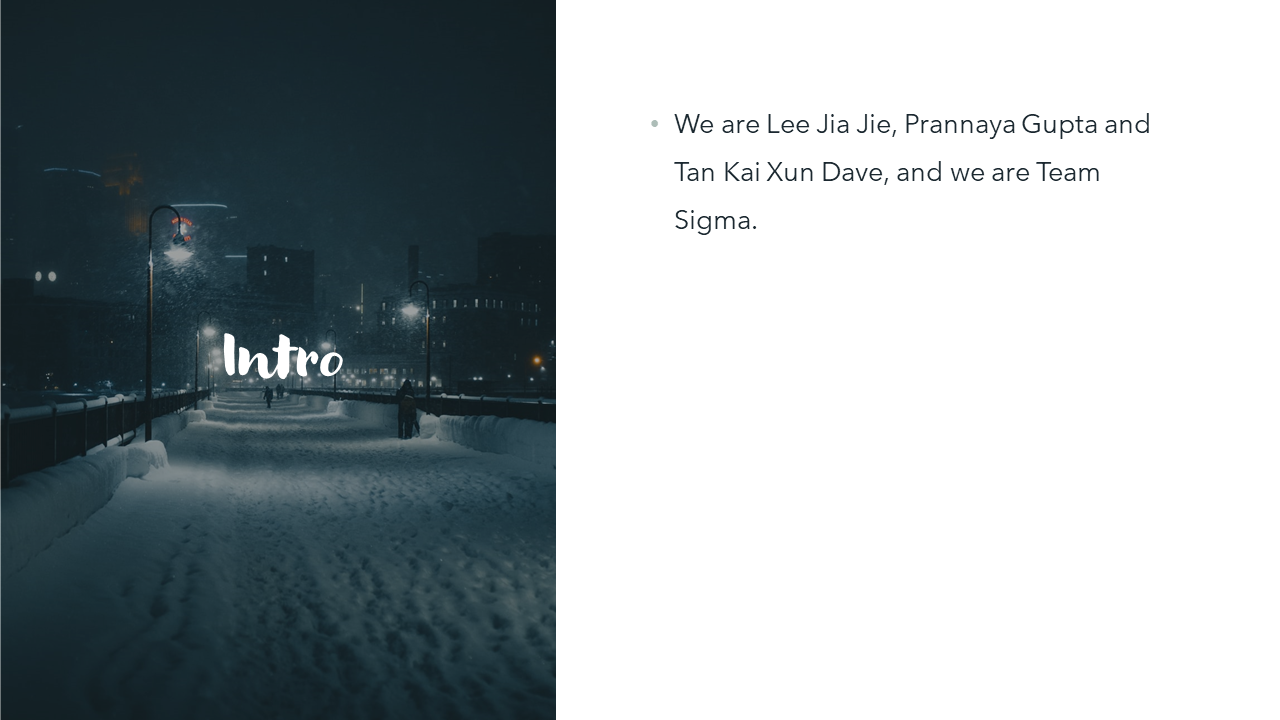 Intro
• We are Lee Jia Jie, Prannaya Gupta and
Tan Kai Xun Dave, and we are Team
Sigma.